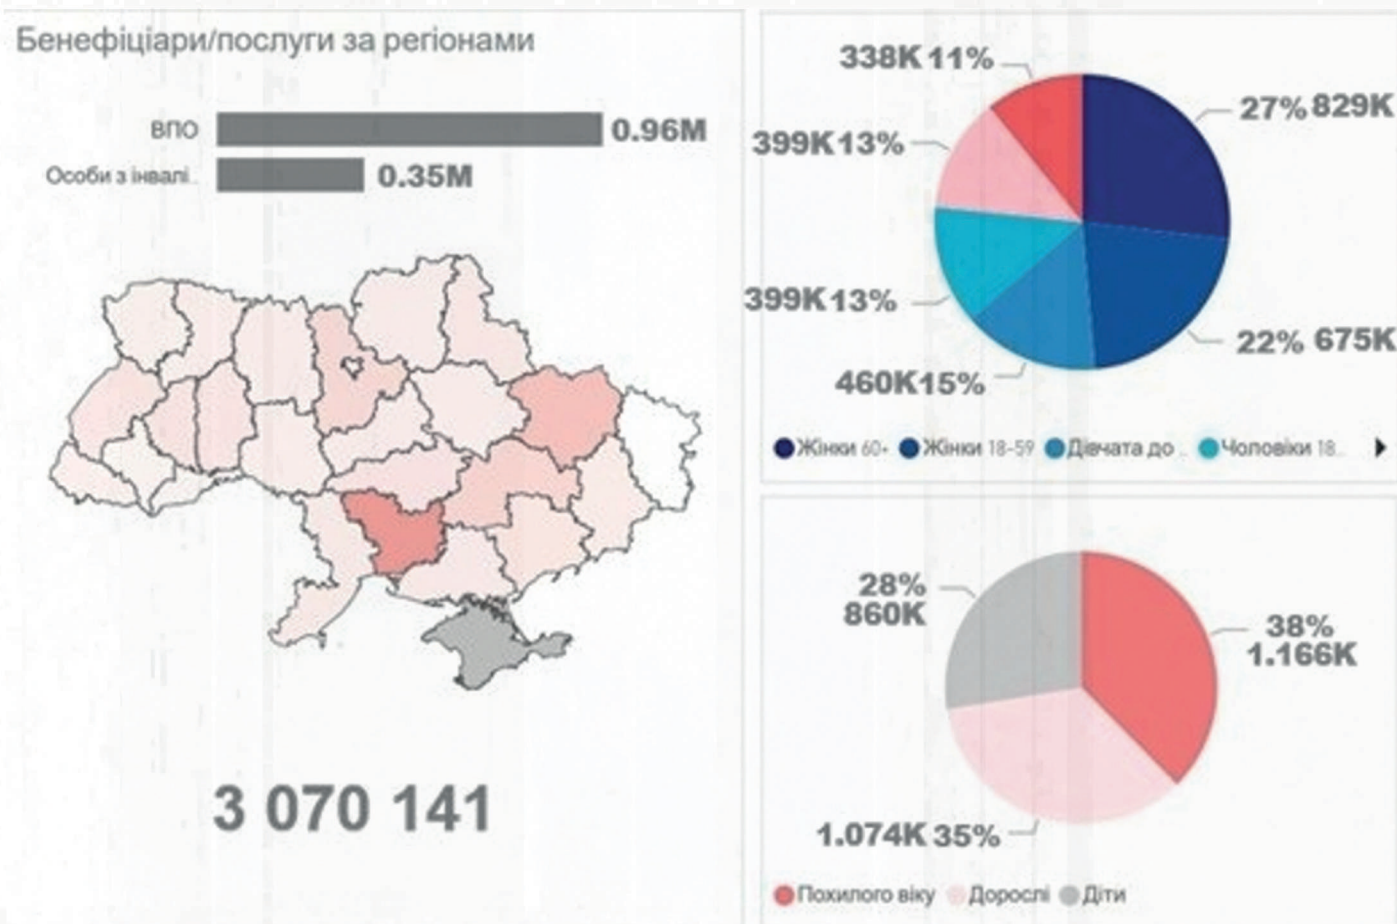 Бенефіціари/послуги за регіонами
ВПО 0.96M
Особи з інвалі.. 0.35M
3 070 141
338K 11%
27% 829K
399K 13%
399K 13%
22% 675K
460K 15%
Жінки 60+ Жінки 18-59 Дівчата до .. Чоловіки 18..
28%
860K
38%
1.166K
1.074K 35%
Похилого віку Дорослі Діти